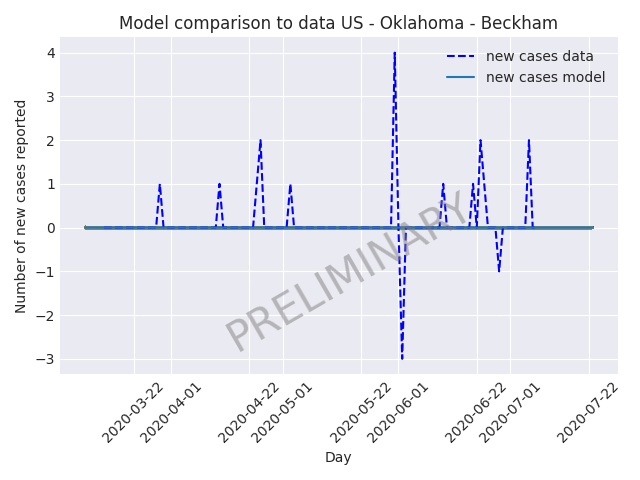 Model comparison to data US - Oklahoma - Beckham
new cases data
new cases model
Number of new cases reported
4
3
2
1
0
−1
−2
−3
PRELIMINARY
2020-03-22
2020-04-01
2020-04-22
2020-05-01
2020-05-22
2020-06-01
2020-06-22
2020-07-01
2020-07-22
Day